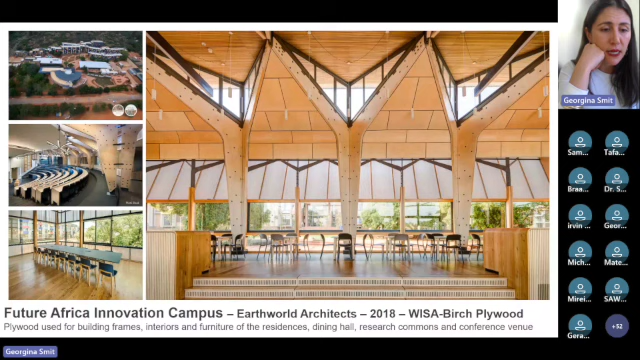 Georgina Smit
Sam...
Tafa...
Braa...
Dr. S...
irvin ...
Geor...
Mich...
Mate...
Mirei...
SAW...
Gera...
+52
Future Africa Innovation Campus – Earthworld Architects – 2018 – WISA-Birch Plywood
Plywood used for building frames, interiors and furniture of the residences, dining hall, research commons and conference venue
Georgina Smit